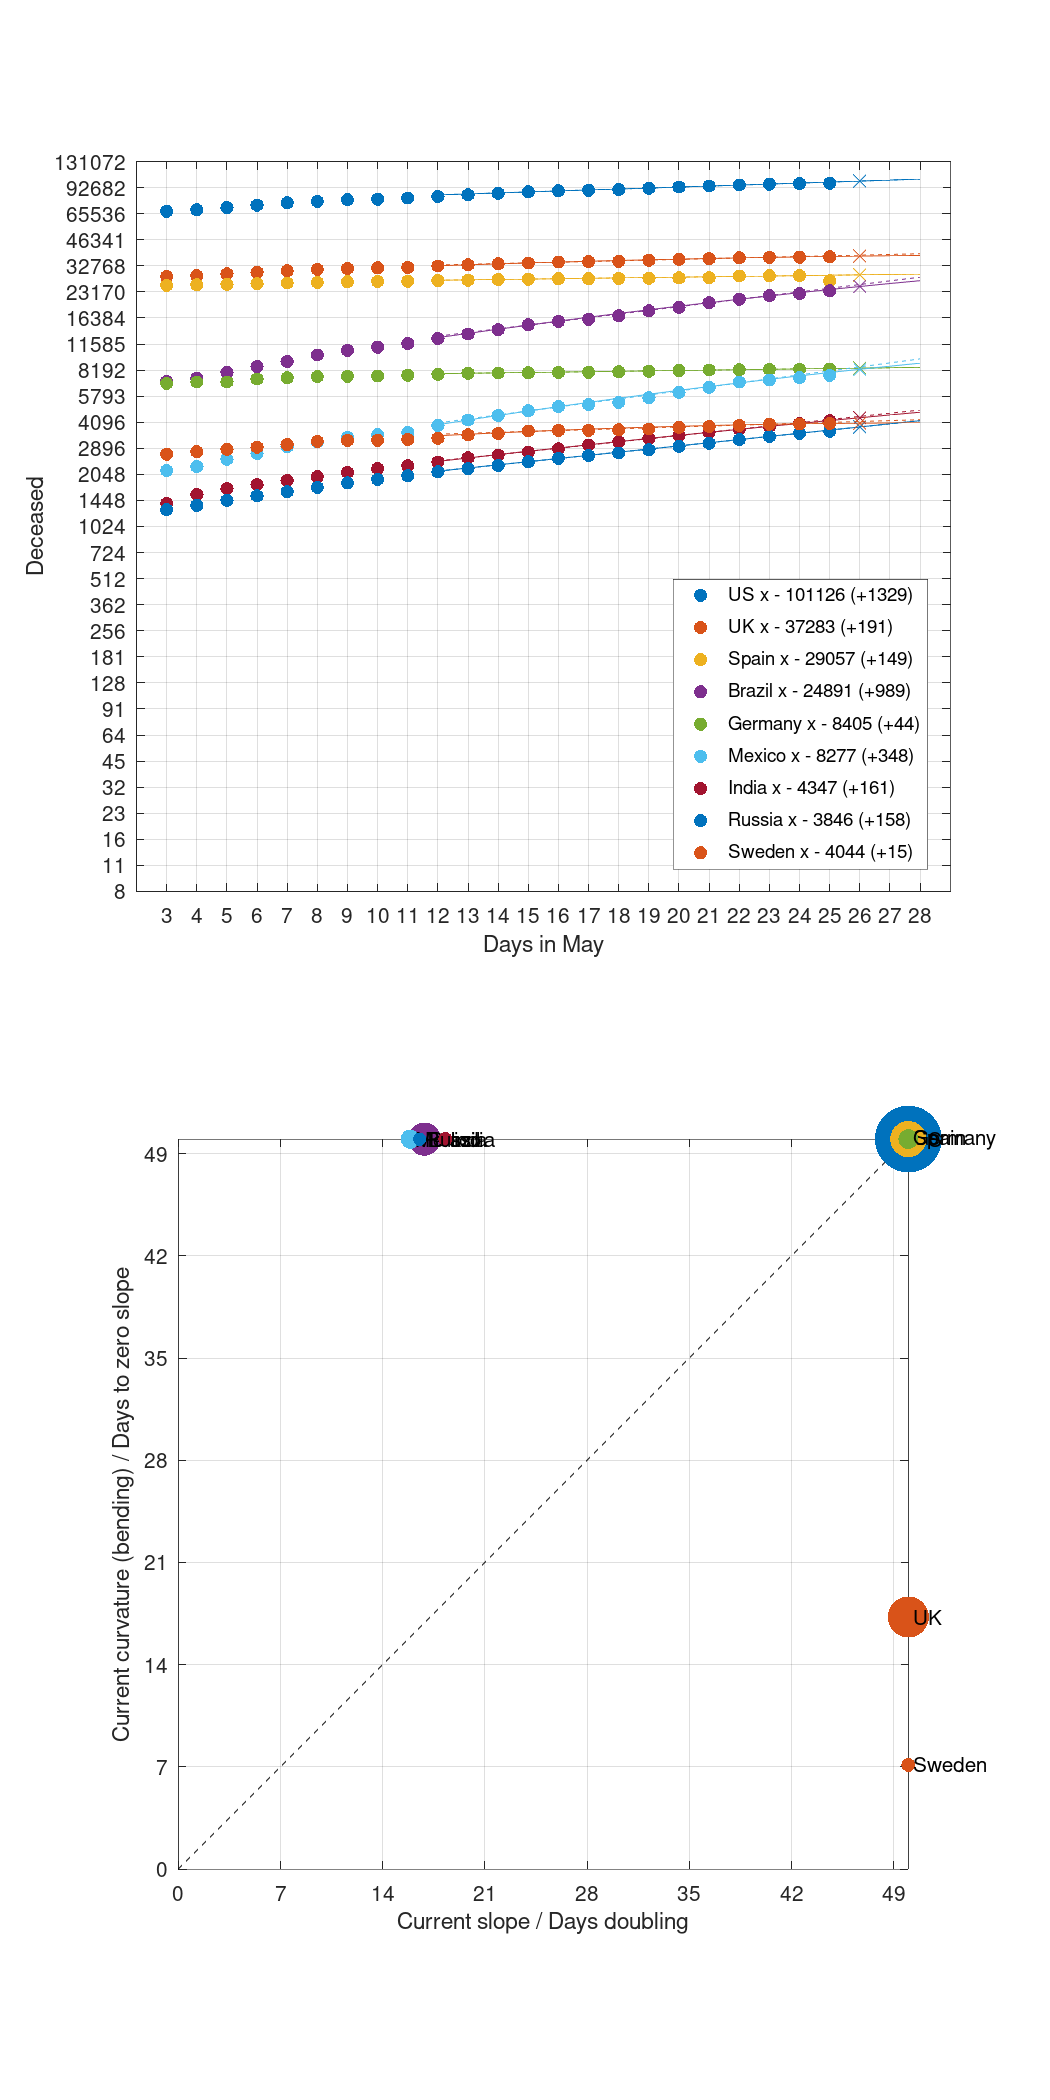 131072
92682
65536
46341
32768
23170
16384
11585
8192
5793
4096
2896
2048
1448
1024
724
512
362
256
181
128
91
64
45
32
23
16
11
8
Deceased
US x - 101126 (+1329)
UK x - 37283 (+191)
Spain x - 29057 (+149)
Brazil x - 24891 (+989)
Germany x - 8405 (+44)
Mexico x - 8277 (+348)
India x - 4347 (+161)
Russia x - 3846 (+158)
Sweden x - 4044 (+15)
3 4 5 6 7 8 9 10 11 12 13 14 15 16 17 18 19 20 21 22 23 24 25 26 27 28
Days in May
49
42
35
28
21
14
7
0
Current curvature (bending) / Days to zero slope
UK
Sweden
0 7 14 21 28 35 42 49
Current slope / Days doubling